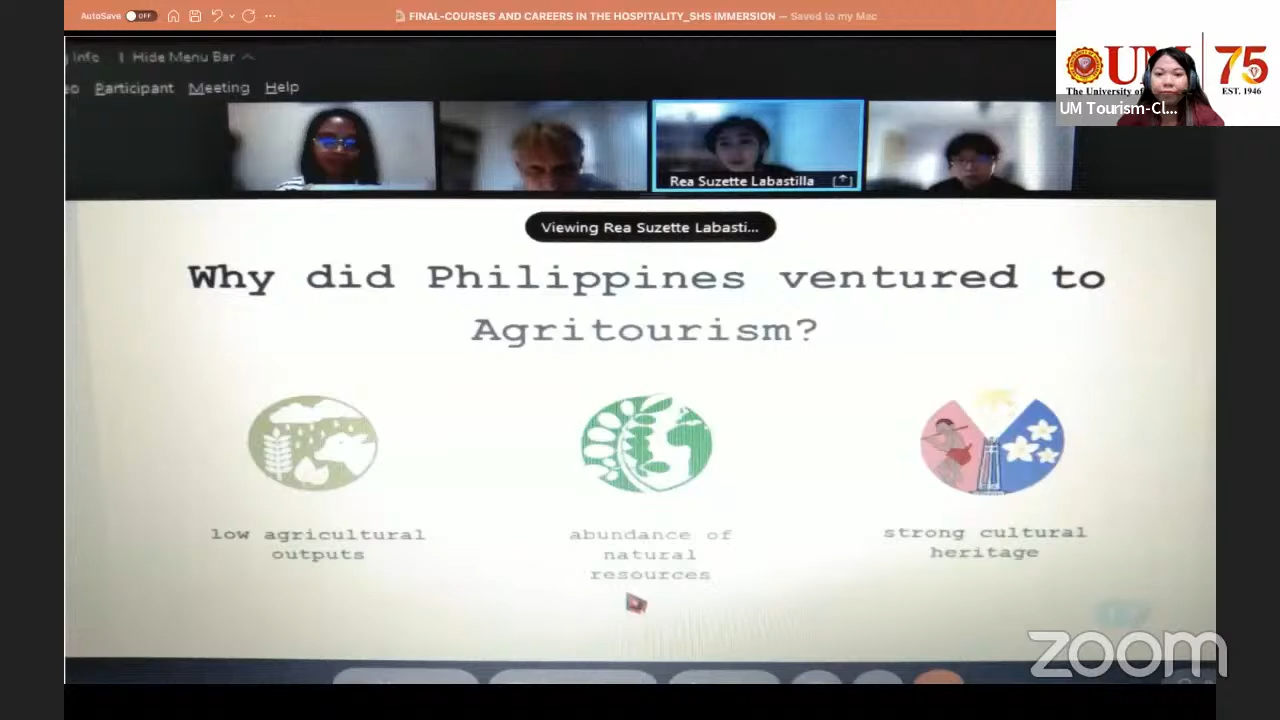 AutoSave OFF
FINAL-COURSES AND CAREERS IN THE HOSPITALITY_SHS IMMERSION — Saved to my Mac
Info
Hide Menu Bar
Participant Meeting Help
UM
75
The University of
EST. 1946
UM Tourism-Cl...
Rea Suzette Labastilla
Viewing Rea Suzette Labasti...
Why did Philippines ventured to
Agritourism?
low agricultural
outputs
abundance of
natural
resources
strong cultural
heritage
zoom